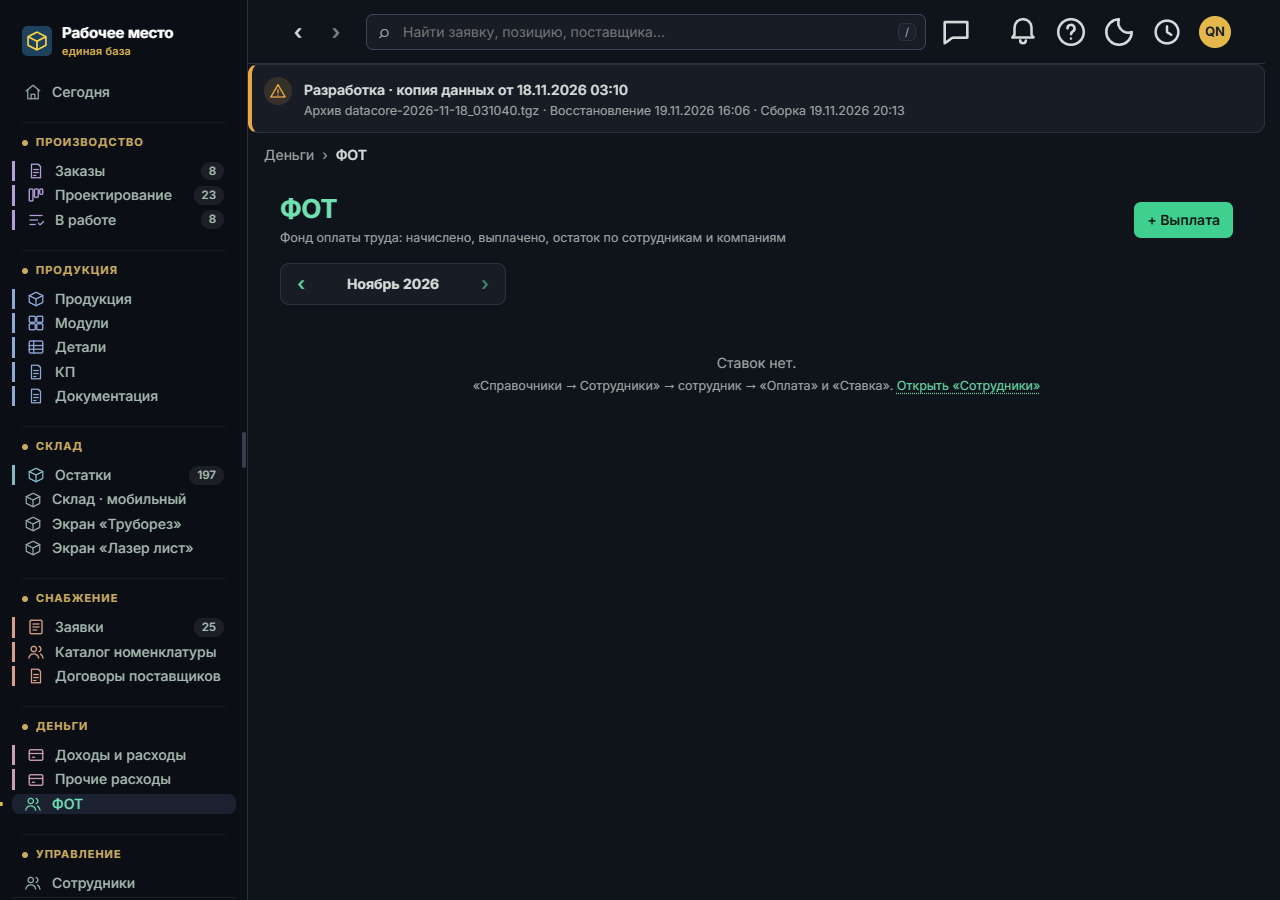 Рабочее место
единая база
Сегодня
ПРОИЗВОДСТВО
Заказы 8
Проектирование 23
В работе 8
ПРОДУКЦИЯ
Продукция
Модули
Детали
КП
Документация
СКЛАД
Остатки 197
Склад · мобильный
Экран «Труборез»
Экран «Лазер лист»
СНАБЖЕНИЕ
Заявки 25
Каталог номенклатуры
Договоры поставщиков
ДЕНЬГИ
Доходы и расходы
Прочие расходы
ФОТ
УПРАВЛЕНИЕ
Сотрудники
‹ › Найти заявку, позицию, поставщика... / QN
Разработка · копия данных от 18.11.2026 03:10
Архив datacore-2026-11-18_031040.tgz · Восстановление 19.11.2026 16:06 · Сборка 19.11.2026 20:13
Деньги › ФОТ
ФОТ
Фонд оплаты труда: начислено, выплачено, остаток по сотрудникам и компаниям
+ Выплата
‹ Ноябрь 2026 ›
Ставок нет.
«Справочники → Сотрудники» → сотрудник → «Оплата» и «Ставка». Открыть «Сотрудники»